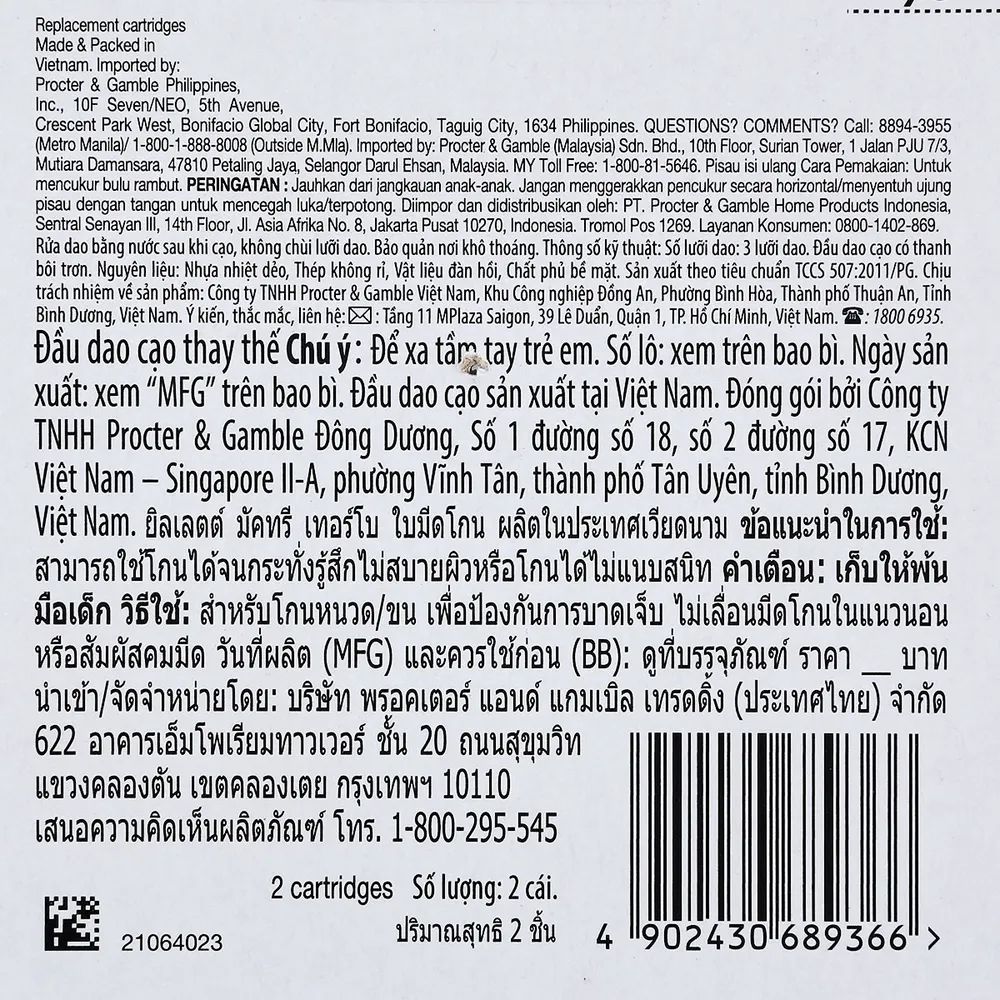 Replacement cartridges
Made & Packed in
Vietnam. Imported by:
Procter & Gamble Philippines,
Inc., 10F Seven/NEO, 5th Avenue,
Crescent Park West, Bonifacio Global City, Fort Bonifacio, Taguig City, 1634 Philippines. QUESTIONS? COMMENTS? Call: 8894-3955
(Metro Manila)/ 1-800-1-888-8008 (Outside M.Mla). Imported by: Procter & Gamble (Malaysia) Sdn. Bhd., 10th Floor, Surian Tower, 1 Jalan PJU 7/3,
Mutiara Damansara, 47810 Petaling Jaya, Selangor Darul Ehsan, Malaysia. MY Toll Free: 1-800-81-5646. Pisau isi ulang Cara Pemakaian: Untuk
mencukur bulu rambut. PERINGATAN : Jauhkan dari jangkauan anak-anak. Jangan menggerakkan pencukur secara horizontal/menyentuh ujung
pisau dengan tangan untuk mencegah luka/terpotong. Diimpor dan didistribusikan oleh: PT. Procter & Gamble Home Products Indonesia,
Sentral Senayan III, 14th Floor, Jl. Asia Afrika No. 8, Jakarta Pusat 10270, Indonesia. Tromol Pos 1269. Layanan Konsumen: 0800-1402-869.
Rửa dao bằng nước sau khi cạo, không chùi lưỡi dao. Bảo quản nơi khô thoáng. Thông số kỹ thuật: Số lưỡi dao: 3 lưỡi dao. Đầu dao cạo có thanh
bôi trơn. Nguyên liệu: Nhựa nhiệt dẻo, Thép không rỉ, Vật liệu đàn hồi, Chất phủ bề mặt. Sản xuất theo tiêu chuẩn TCCS 507:2011/PG. Chịu
trách nhiệm về sản phẩm: Công ty TNHH Procter & Gamble Việt Nam, Khu Công nghiệp Đồng An, Phường Bình Hòa, Thành phố Thuận An, Tỉnh
Bình Dương, Việt Nam. Ý kiến, thắc mắc, liên hệ: : Tầng 11 MPlaza Saigon, 39 Lê Duẩn, Quận 1, TP. Hồ Chí Minh, Việt Nam. ☎: 1800 6935.
Đầu dao cạo thay thế Chú ý: Để xa tầm tay trẻ em. Số lô: xem trên bao bì. Ngày sản
xuất: xem “MFG” trên bao bì. Đầu dao cạo sản xuất tại Việt Nam. Đóng gói bởi Công ty
TNHH Procter & Gamble Đông Dương, Số 1 đường số 18, số 2 đường số 17, KCN
Việt Nam – Singapore II-A, phường Vĩnh Tân, thành phố Tân Uyên, tỉnh Bình Dương,
Việt Nam. ยิลเลตต์ มัคทรี เทอร์โบ ใบมีดโกน ผลิตในประเทศเวียดนาม ข้อแนะนำในการใช้:
สามารถใช้โกนได้จนกระทั่งรู้สึกไม่สบายผิวหรือโกนได้ไม่แนบสนิท คำเตือน: เก็บให้พ้น
มือเด็ก วิธีใช้: สำหรับโกนหนวด/ขน เพื่อป้องกันการบาดเจ็บ ไม่เลื่อนมีดโกนในแนวนอน
หรือสัมผัสคมมีด วันที่ผลิต (MFG) และควรใช้ก่อน (BB): ดูที่บรรจุภัณฑ์ ราคา __ บาท
นำเข้า/จัดจำหน่ายโดย: บริษัท พรอคเตอร์ แอนด์ แกมเบิล เทรดดิ้ง (ประเทศไทย) จำกัด
622 อาคารเอ็มโพเรียมทาวเวอร์ ชั้น 20 ถนนสุขุมวิท
แขวงคลองตัน เขตคลองเตย กรุงเทพฯ 10110
เสนอความคิดเห็นผลิตภัณฑ์ โทร. 1-800-295-545
2 cartridges Số lượng: 2 cái.
ปริมาณสุทธิ 2 ชิ้น
21064023
4 902430 689366 >